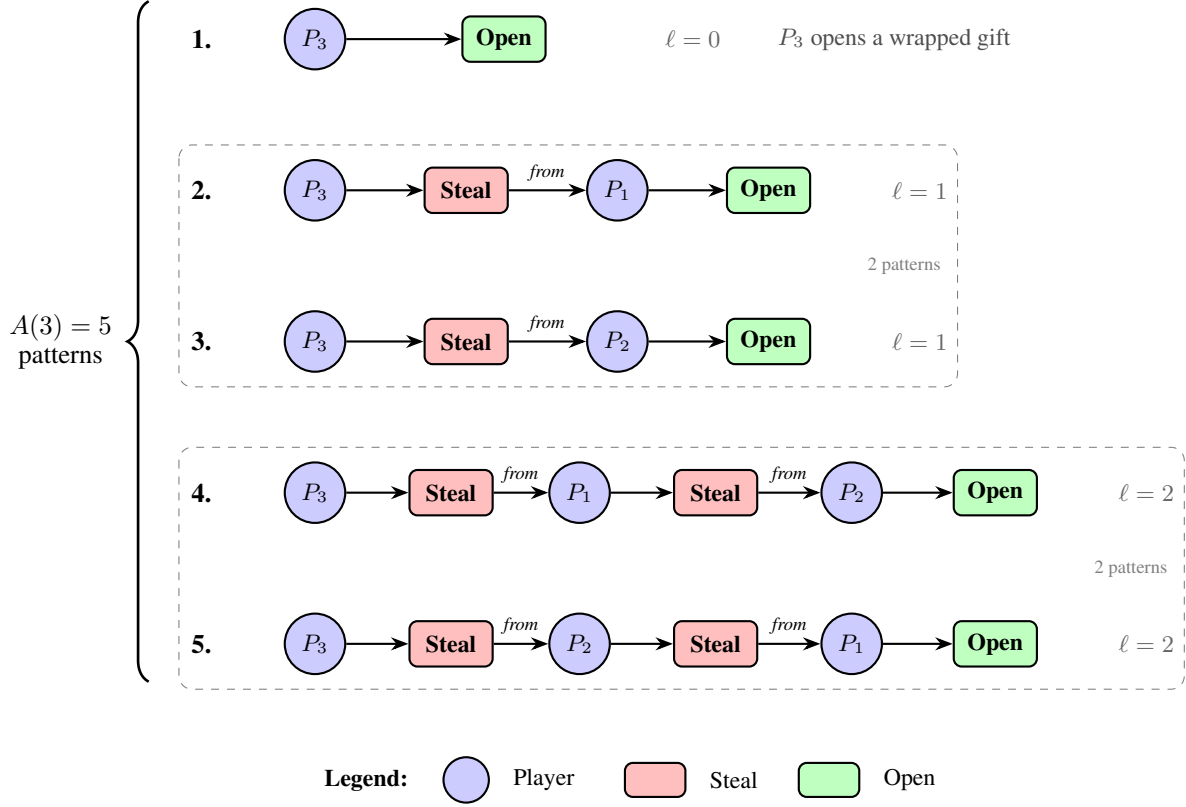 1. P₃ Open ℓ = 0 P₃ opens a wrapped gift
2. P₃ Steal from P₁ Open ℓ = 1
2 patterns
A(3) = 5
patterns
3. P₃ Steal from P₂ Open ℓ = 1
4. P₃ Steal from P₁ Steal from P₂ Open ℓ = 2
2 patterns
5. P₃ Steal from P₂ Steal from P₁ Open ℓ = 2
Legend: Player Steal Open